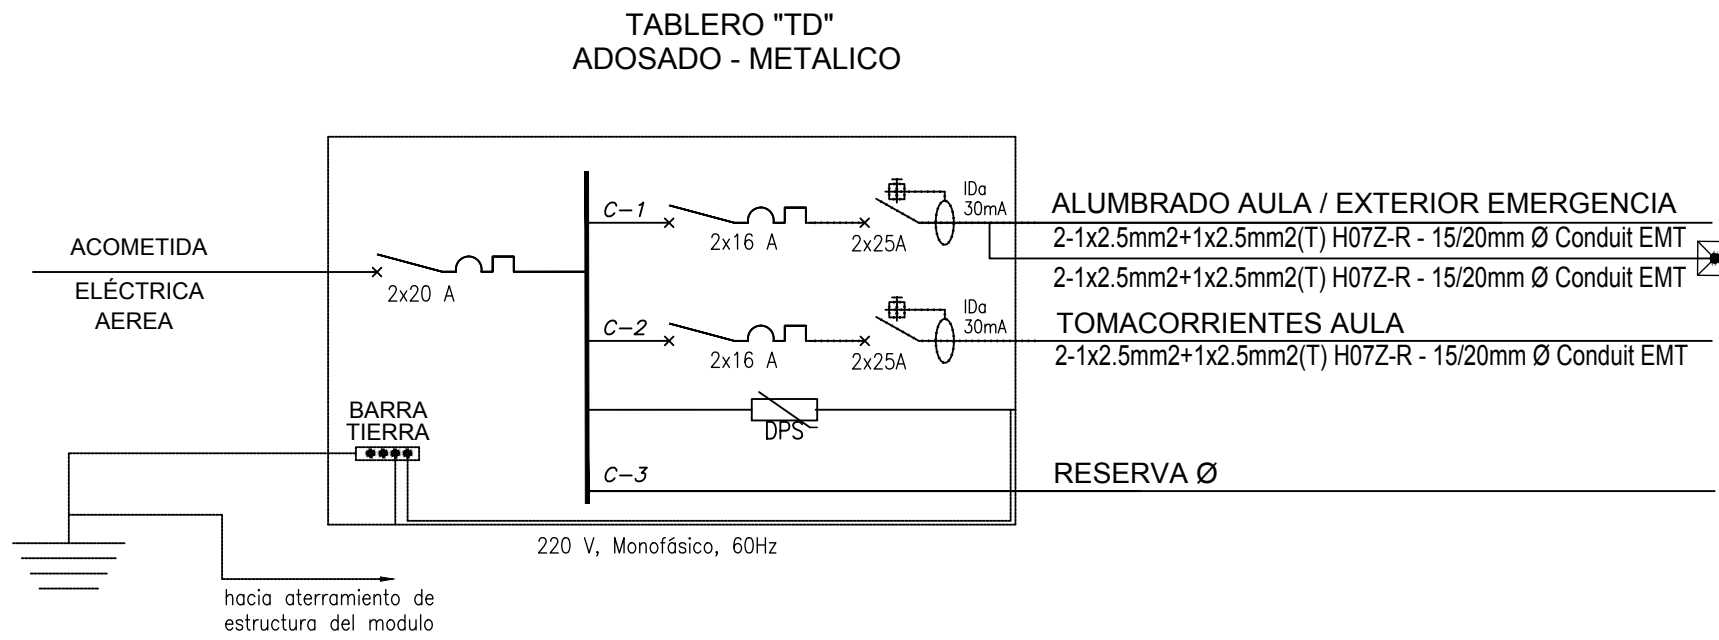 TABLERO "TD"
ADOSADO - METALICO
ACOMETIDA
ELÉCTRICA
AEREA
2x20 A
C-1
2x16 A
2x25A
IDa
30mA
ALUMBRADO AULA / EXTERIOR EMERGENCIA
2-1x2.5mm2+1x2.5mm2(T) H07Z-R - 15/20mm Ø Conduit EMT
2-1x2.5mm2+1x2.5mm2(T) H07Z-R - 15/20mm Ø Conduit EMT
C-2
2x16 A
2x25A
IDa
30mA
TOMACORRIENTES AULA
2-1x2.5mm2+1x2.5mm2(T) H07Z-R - 15/20mm Ø Conduit EMT
BARRA
TIERRA
DPS
C-3
RESERVA Ø
220 V, Monofásico, 60Hz
hacia aterramiento de
estructura del modulo